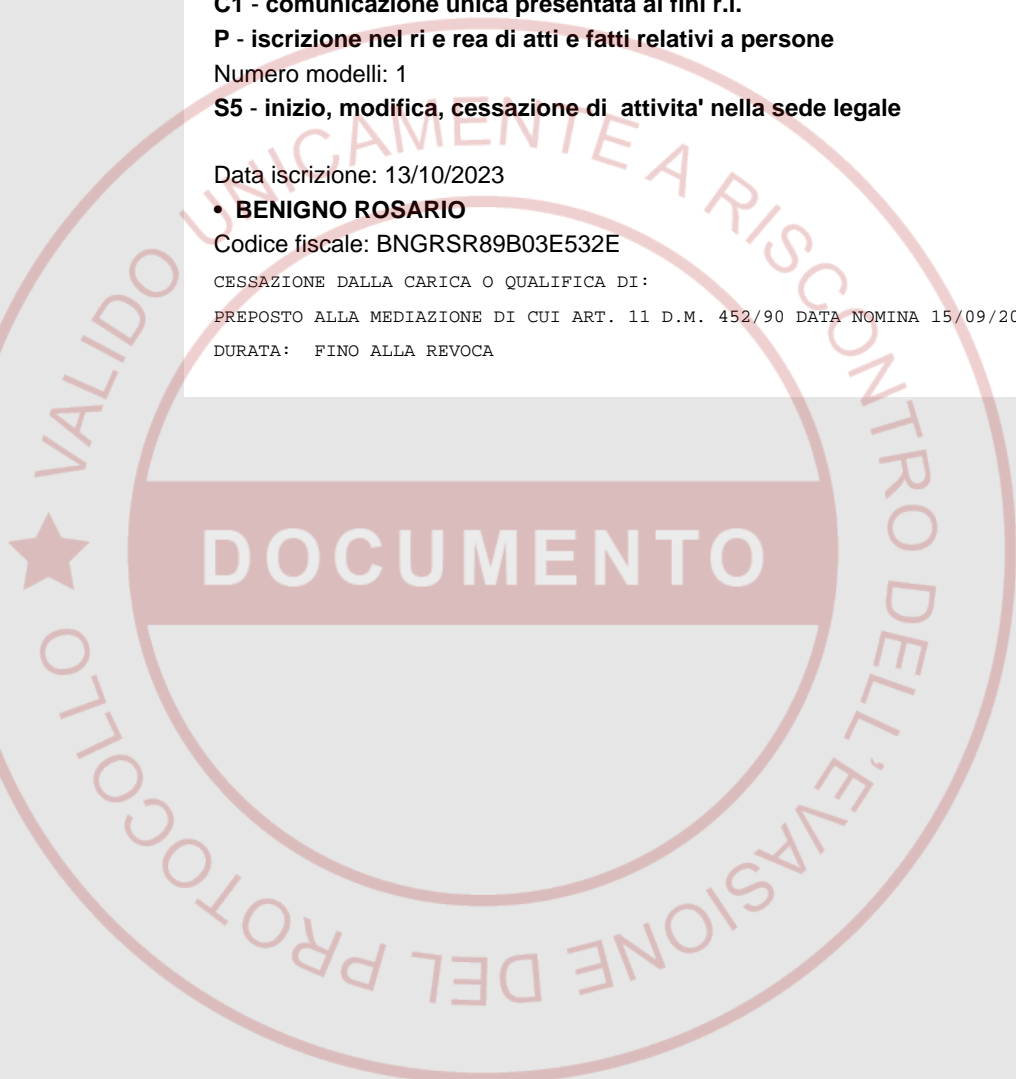 C1 - comunicazione unica presentata ai fini r.i.
P - iscrizione nel ri e rea di atti e fatti relativi a persone
Numero modelli: 1
S5 - inizio, modifica, cessazione di attivita' nella sede legale
Data iscrizione: 13/10/2023
• BENIGNO ROSARIO
Codice fiscale: BNGRSR89B03E532E
CESSAZIONE DALLA CARICA O QUALIFICA DI:
PREPOSTO ALLA MEDIAZIONE DI CUI ART. 11 D.M. 452/90 DATA NOMINA 15/09/20
DURATA: FINO ALLA REVOCA
VALIDO UNICAMENTE A RISCONTRO DELL'EVASIONE DEL PROTOCOLLO
DOCUMENTO